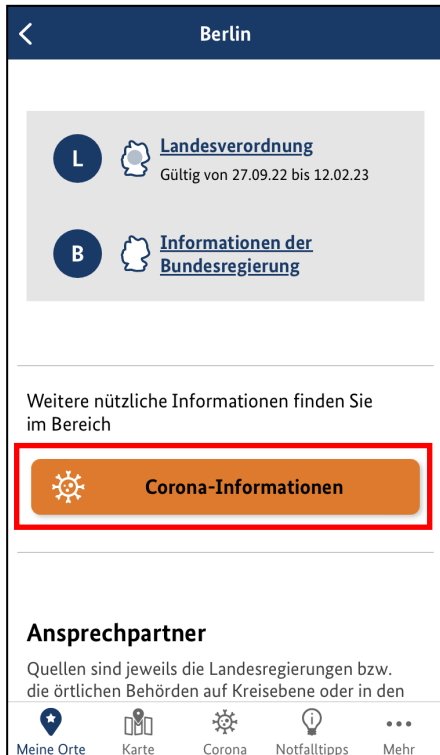 Berlin
L
Landesverordnung
Gültig von 27.09.22 bis 12.02.23
B
Informationen der
Bundesregierung
Weitere nützliche Informationen finden Sie
im Bereich
Corona-Informationen
Ansprechpartner
Quellen sind jeweils die Landesregierungen bzw.
die örtlichen Behörden auf Kreisebene oder in den
Meine Orte Karte Corona Notfalltipps Mehr